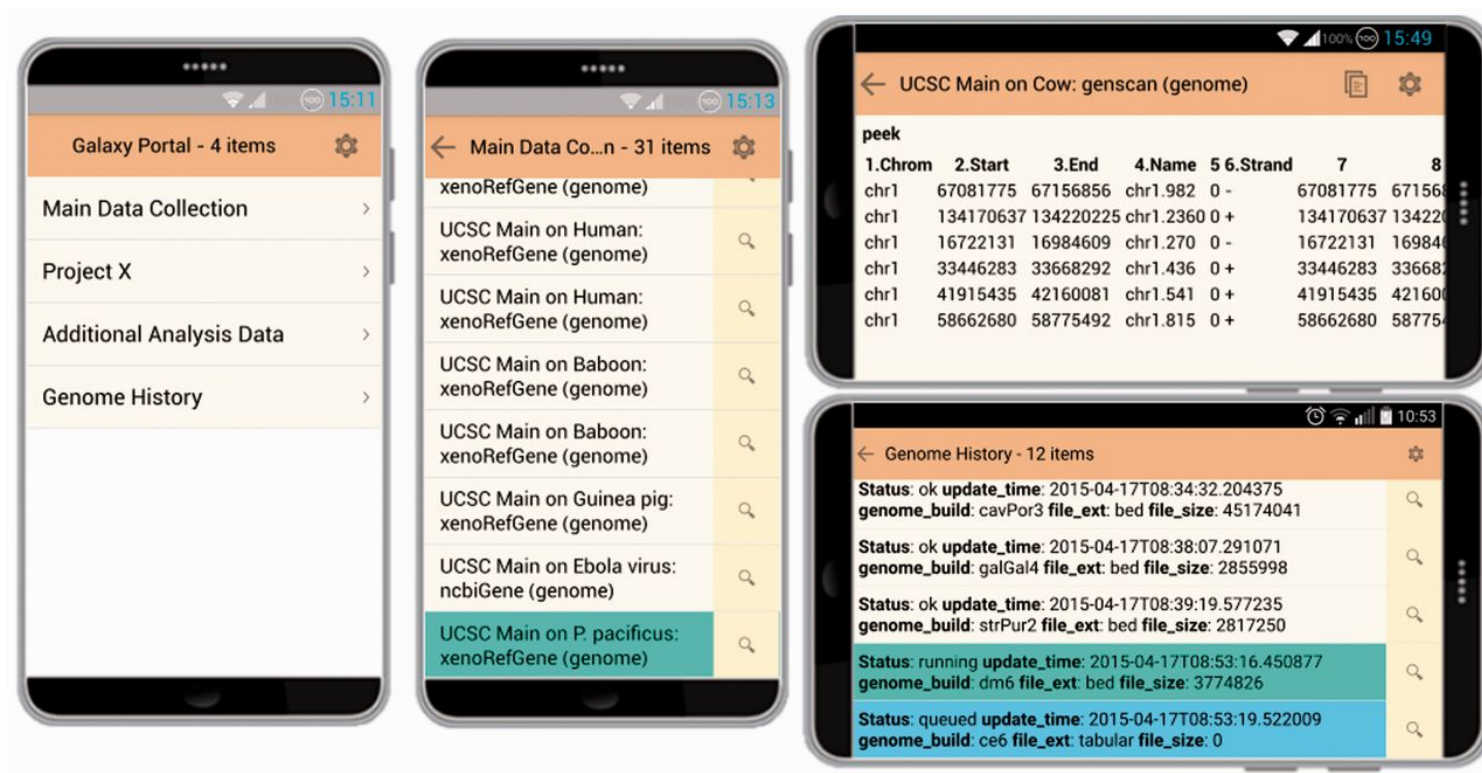 15:11
Galaxy Portal - 4 items
Main Data Collection
Project X
Additional Analysis Data
Genome History
15:13
Main Data Co...n - 31 items
xenoRefGene (genome)
UCSC Main on Human:
xenoRefGene (genome)
UCSC Main on Human:
xenoRefGene (genome)
UCSC Main on Baboon:
xenoRefGene (genome)
UCSC Main on Baboon:
xenoRefGene (genome)
UCSC Main on Guinea pig:
xenoRefGene (genome)
UCSC Main on Ebola virus:
ncbiGene (genome)
UCSC Main on P. pacificus:
xenoRefGene (genome)
100% 100 15:49
UCSC Main on Cow: genscan (genome)
peek
1.Chrom 2.Start 3.End 4.Name 5 6.Strand 7 8
chr1 67081775 67156856 chr1.982 0 - 67081775 67156
chr1 134170637 134220225 chr1.2360 0 + 134170637 13422
chr1 16722131 16984609 chr1.270 0 - 16722131 16984
chr1 33446283 33668292 chr1.436 0 + 33446283 33668
chr1 41915435 42160081 chr1.541 0 + 41915435 42160
chr1 58662680 58775492 chr1.815 0 + 58662680 58775
10:53
Genome History - 12 items
Status: ok update_time: 2015-04-17T08:34:32.204375
genome_build: cavPor3 file_ext: bed file_size: 45174041
Status: ok update_time: 2015-04-17T08:38:07.291071
genome_build: galGal4 file_ext: bed file_size: 2855998
Status: ok update_time: 2015-04-17T08:39:19.577235
genome_build: strPur2 file_ext: bed file_size: 2817250
Status: running update_time: 2015-04-17T08:53:16.450877
genome_build: dm6 file_ext: bed file_size: 3774826
Status: queued update_time: 2015-04-17T08:53:19.522009
genome_build: ce6 file_ext: tabular file_size: 0